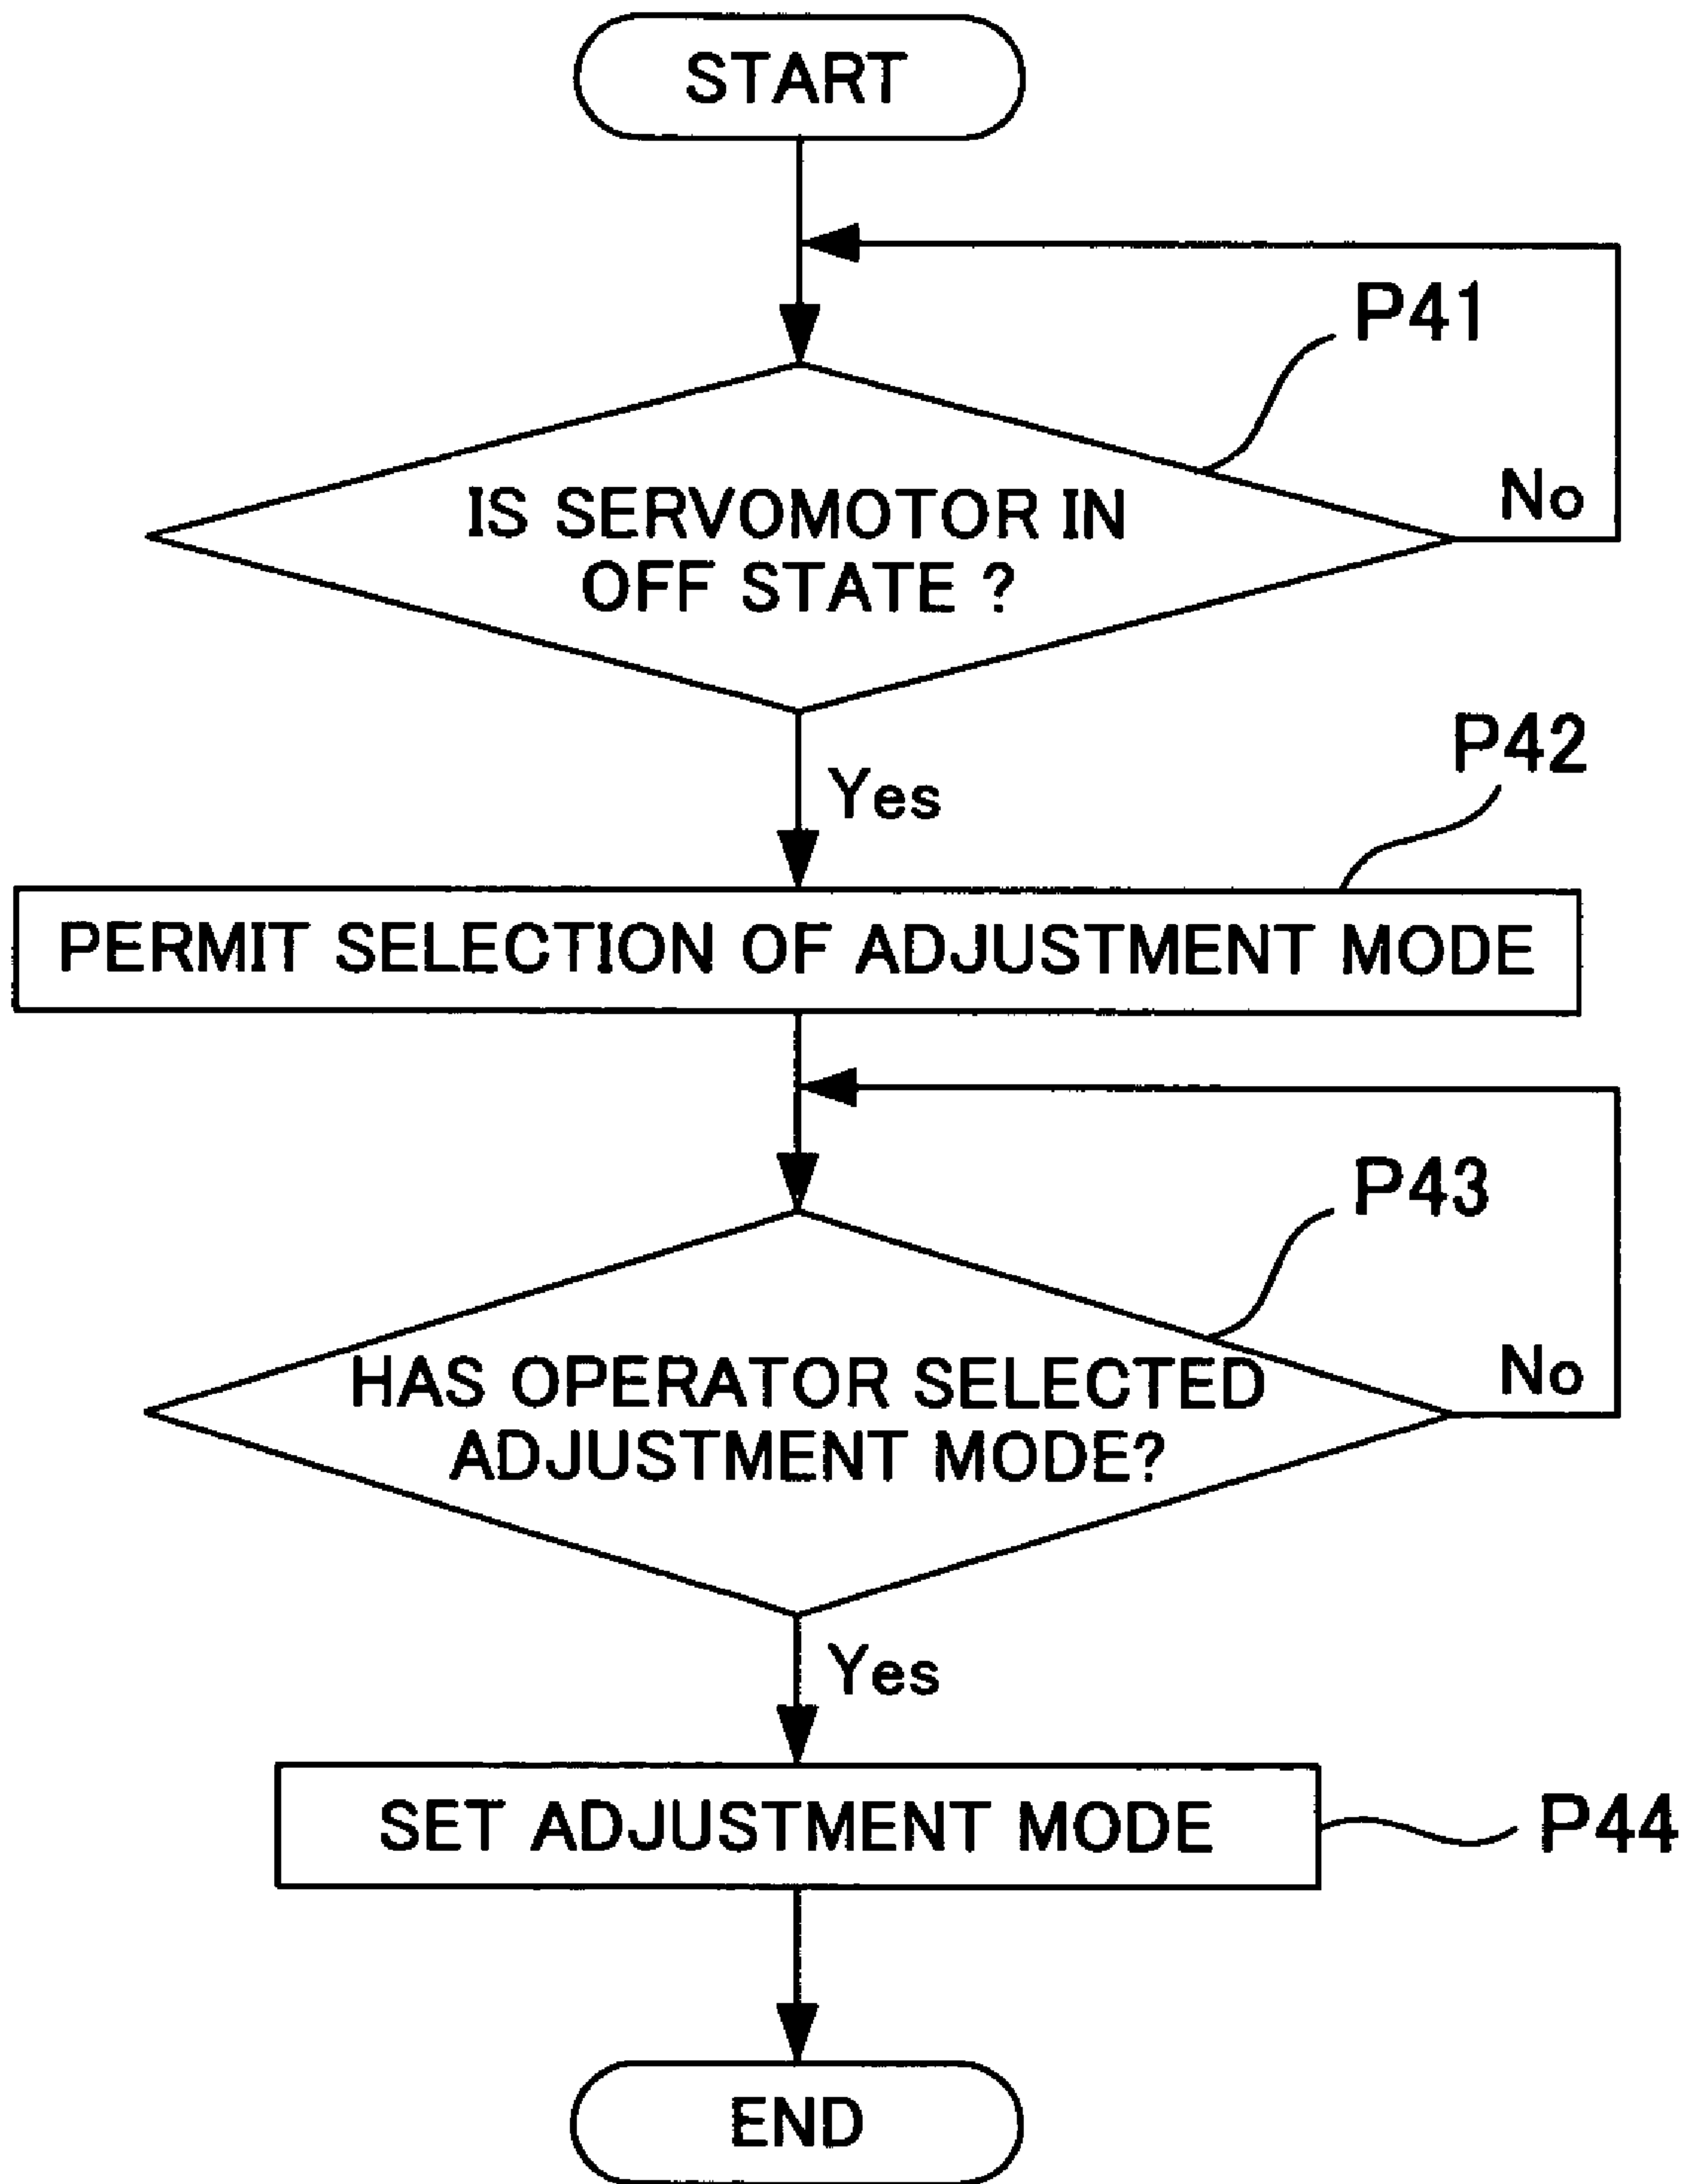 START
P41
IS SERVOMOTOR IN
OFF STATE ?
No
Yes
P42
PERMIT SELECTION OF ADJUSTMENT MODE
P43
HAS OPERATOR SELECTED
ADJUSTMENT MODE?
No
Yes
SET ADJUSTMENT MODE
P44
END